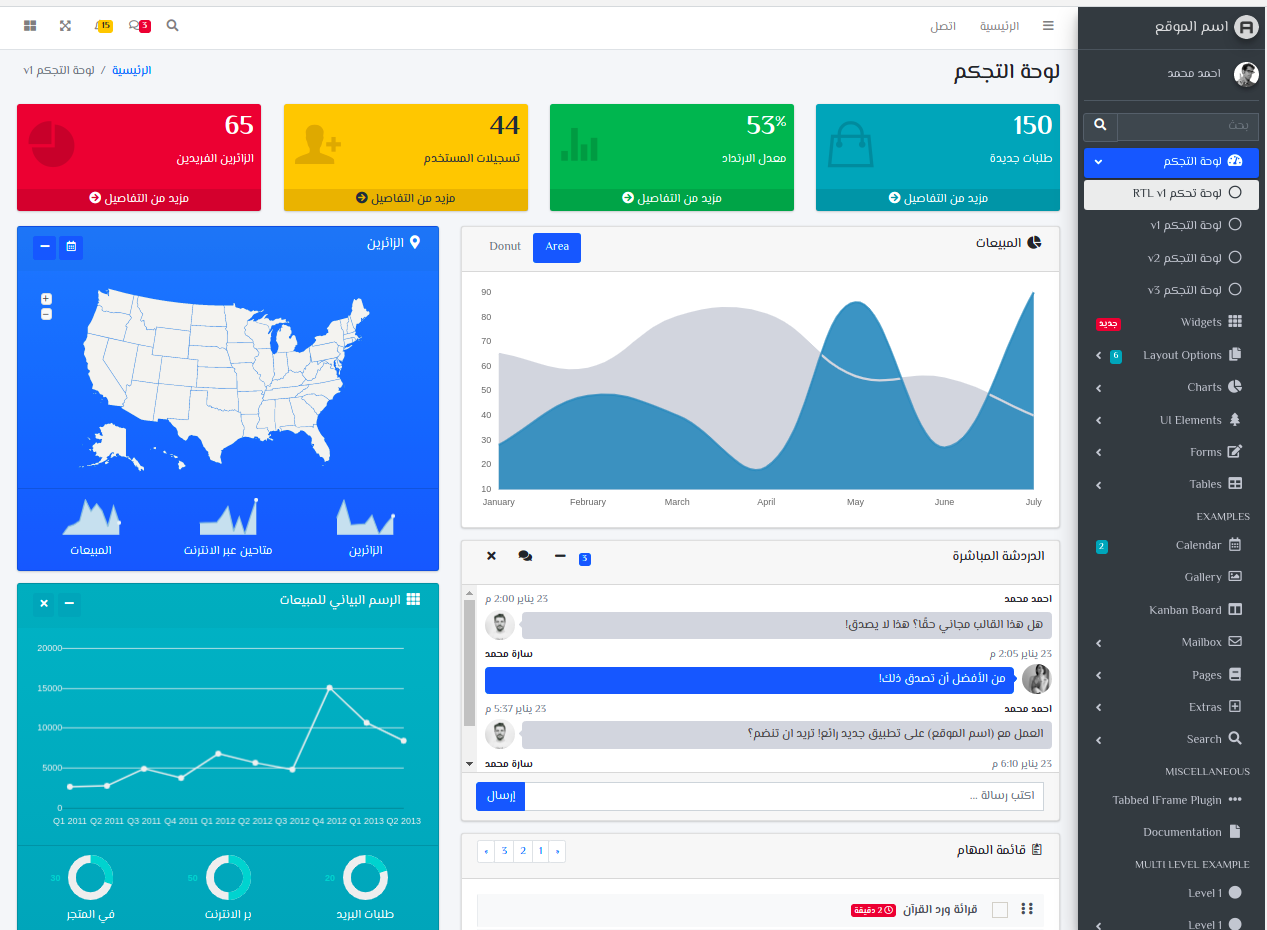 اسم الموقع
احمد محمد
بحث
لوحة التجكم
لوحة تحكم RTL v1
لوحة التجكم v1
لوحة التجكم v2
لوحة التجكم v3
Widgets جديد
Layout Options 6
Charts
UI Elements
Forms
Tables
EXAMPLES
Calendar 2
Gallery
Kanban Board
Mailbox
Pages
Extras
Search
MISCELLANEOUS
Tabbed IFrame Plugin
Documentation
MULTI LEVEL EXAMPLE
Level 1
Level 1
الرئيسية اتصل
3 15
لوحة التجكم
الرئيسية / لوحة التجكم v1
150
طلبات جديدة
مزيد من التفاصيل
53%
معدل الارتداد
مزيد من التفاصيل
44
تسجيلات المستخدم
مزيد من التفاصيل
65
الزائرين الفريدين
مزيد من التفاصيل
المبيعات
Area Donut
90
80
70
60
50
40
30
20
10
January February March April May June July
الدردشة المباشرة
3
احمد محمد 23 يناير 2:00 م
هل هذا القالب مجاني حقًا؟ هذا لا يصدق!
23 يناير 2:05 م سارة محمد
من الأفضل أن تصدق ذلك!
احمد محمد 23 يناير 5:37 م
العمل مع (اسم الموقع) على تطبيق جديد رائع! تريد ان تنضم؟
23 يناير 6:10 م سارة محمد
اكتب رسالة ...
إرسال
قائمة المهام
« 1 2 3 »
قرائة ورد القرآن
2 دقيقة
الزائرين
+
−
الزائرين متاحين عبر الانترنت المبيعات
الرسم البياني للمبيعات
20000
15000
10000
5000
0
Q1 2011 Q2 2011 Q3 2011 Q4 2011 Q1 2012 Q2 2012 Q3 2012 Q4 2012 Q1 2013 Q2 2013
20 50 30
طلبات البريد بر الانترنت في المتجر